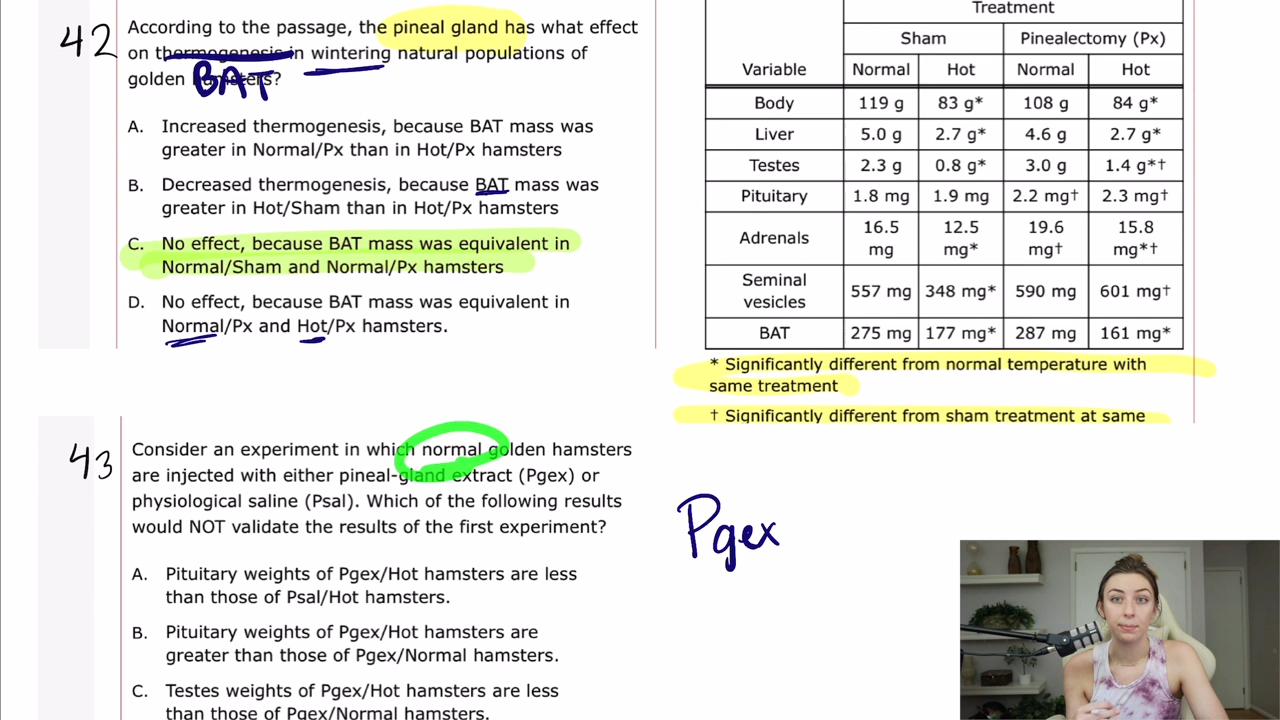 42
According to the passage, the pineal gland has what effect
on thermogenesis in wintering natural populations of
golden hamsters?
BAT
A. Increased thermogenesis, because BAT mass was
greater in Normal/Px than in Hot/Px hamsters
B. Decreased thermogenesis, because BAT mass was
greater in Hot/Sham than in Hot/Px hamsters
C. No effect, because BAT mass was equivalent in
Normal/Sham and Normal/Px hamsters
D. No effect, because BAT mass was equivalent in
Normal/Px and Hot/Px hamsters.
Treatment
Sham Pinealectomy (Px)
Variable Normal Hot Normal Hot
Body 119 g 83 g* 108 g 84 g*
Liver 5.0 g 2.7 g* 4.6 g 2.7 g*
Testes 2.3 g 0.8 g* 3.0 g 1.4 g*†
Pituitary 1.8 mg 1.9 mg 2.2 mg† 2.3 mg†
Adrenals 16.5 mg 12.5 mg* 19.6 mg† 15.8 mg*†
Seminal vesicles 557 mg 348 mg* 590 mg 601 mg†
BAT 275 mg 177 mg* 287 mg 161 mg*
* Significantly different from normal temperature with
same treatment
† Significantly different from sham treatment at same
43
Consider an experiment in which normal golden hamsters
are injected with either pineal-gland extract (Pgex) or
physiological saline (Psal). Which of the following results
would NOT validate the results of the first experiment?
A. Pituitary weights of Pgex/Hot hamsters are less
than those of Psal/Hot hamsters.
B. Pituitary weights of Pgex/Hot hamsters are
greater than those of Pgex/Normal hamsters.
C. Testes weights of Pgex/Hot hamsters are less
than those of Pgex/Normal hamsters.
Pgex